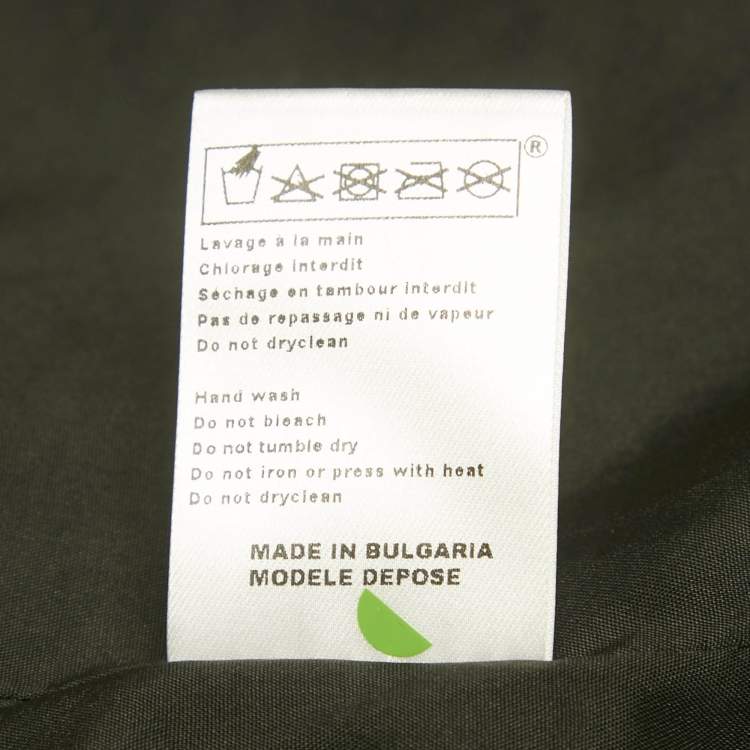 ®
Lavage à la main
Chlorage interdit
Séchage en tambour interdit
Pas de repassage ni de vapeur
Do not dryclean
Hand wash
Do not bleach
Do not tumble dry
Do not iron or press with heat
Do not dryclean
MADE IN BULGARIA
MODELE DEPOSE